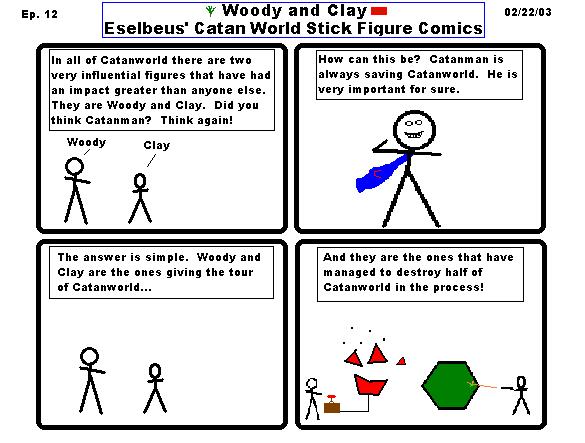 Ep. 12
Woody and Clay
02/22/03
Eselbeus' Catan World Stick Figure Comics
In all of Catanworld there are two
very influential figures that have had
an impact greater than anyone else.
They are Woody and Clay. Did you
think Catanman? Think again!
Woody
Clay
How can this be? Catanman is
always saving Catanworld. He is
very important for sure.
The answer is simple. Woody and
Clay are the ones giving the tour
of Catanworld...
And they are the ones that have
managed to destroy half of
Catanworld in the process!